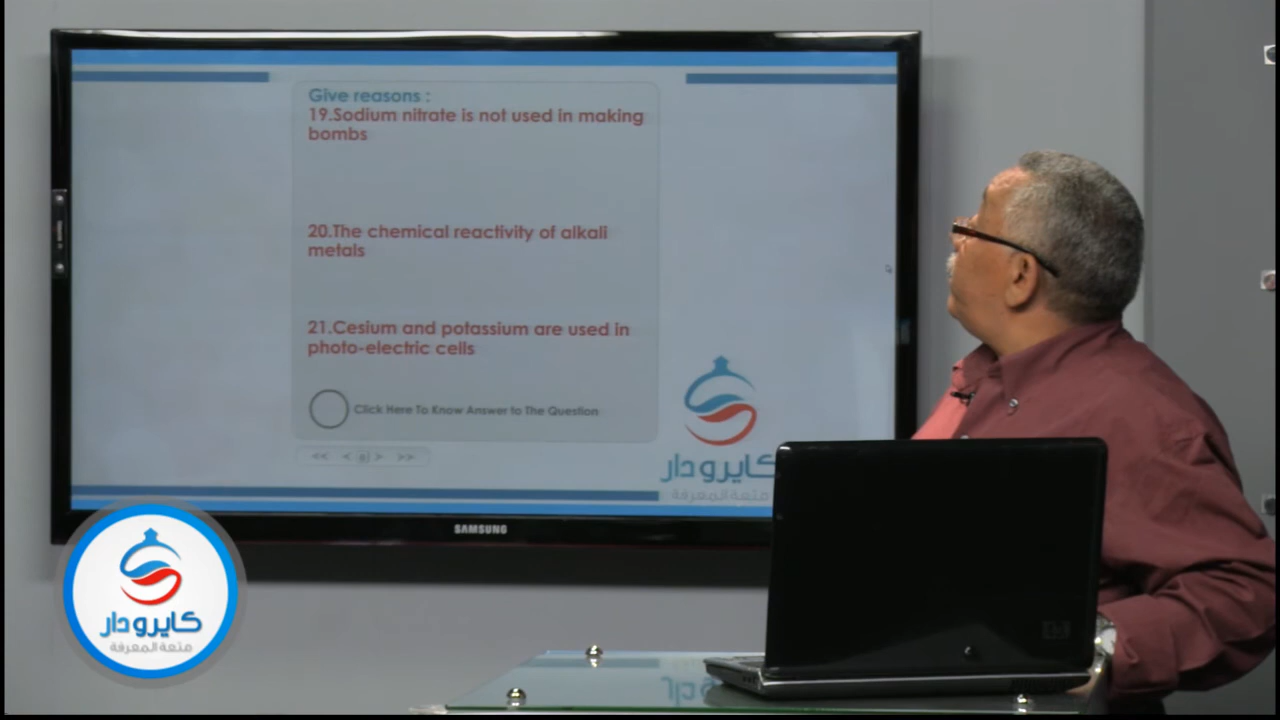 Give reasons :
19.Sodium nitrate is not used in making
bombs
20.The chemical reactivity of alkali
metals
21.Cesium and potassium are used in
photo-electric cells
Click Here To Know Answer to The Question
<< < > >>
كايرو دار
متعة المعرفة
SAMSUNG
كايرو دار
متعة المعرفة